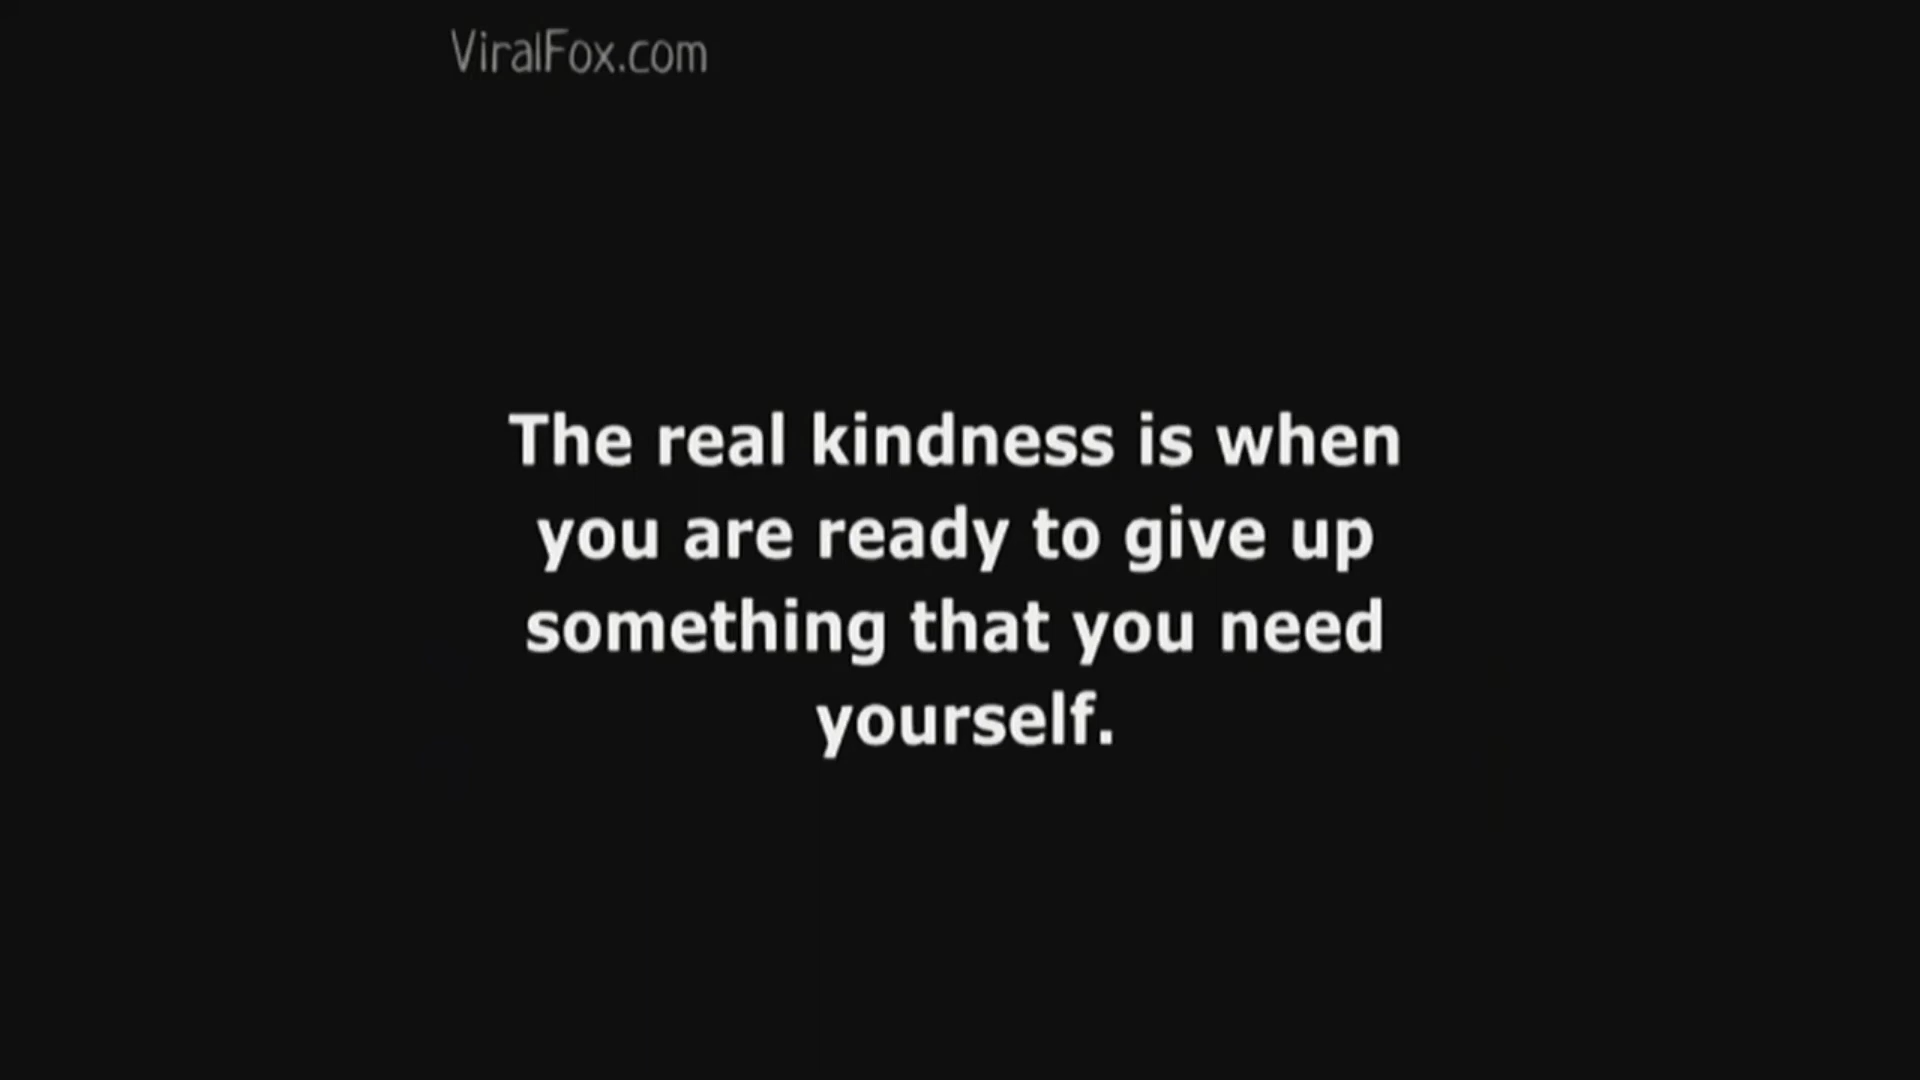 ViralFox.com
The real kindness is when
you are ready to give up
something that you need
yourself.